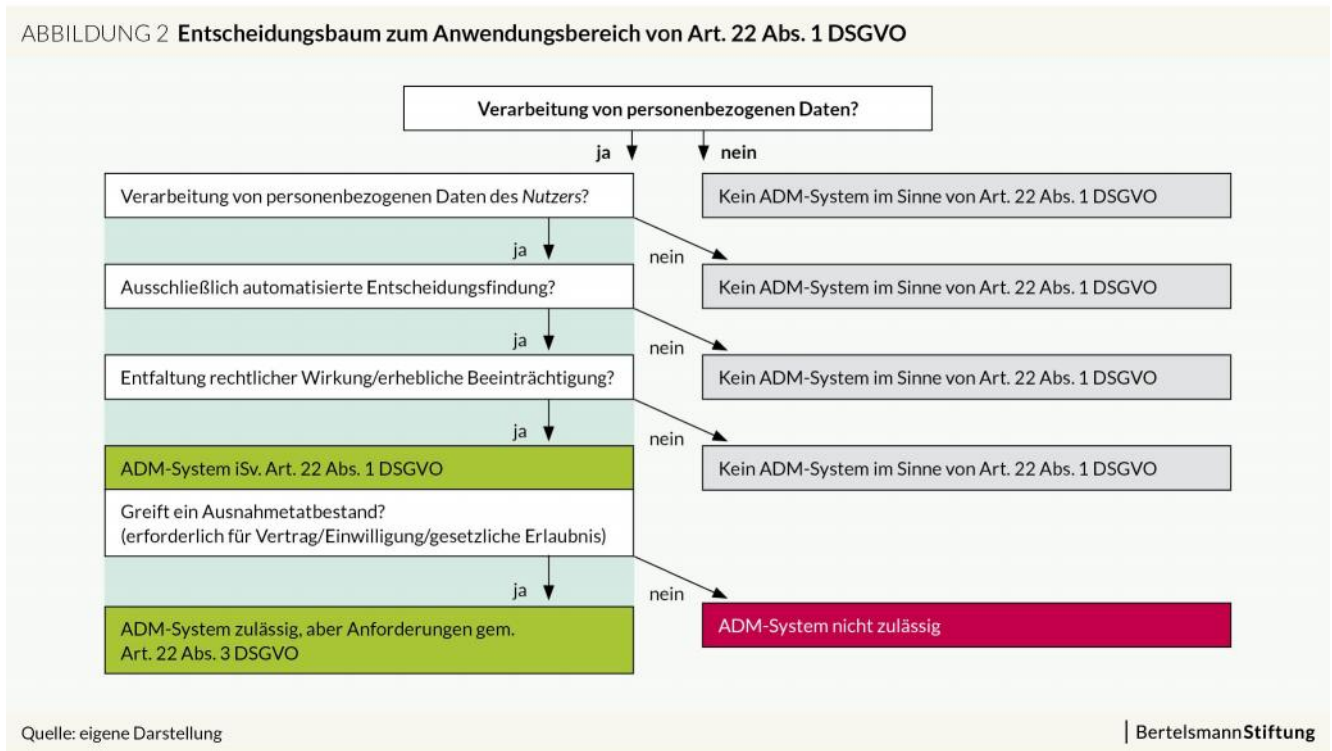 ABBILDUNG 2 Entscheidungsbaum zum Anwendungsbereich von Art. 22 Abs. 1 DSGVO
Verarbeitung von personenbezogenen Daten?
ja
nein
Verarbeitung von personenbezogenen Daten des Nutzers?
Kein ADM-System im Sinne von Art. 22 Abs. 1 DSGVO
ja
nein
Ausschließlich automatisierte Entscheidungsfindung?
Kein ADM-System im Sinne von Art. 22 Abs. 1 DSGVO
ja
nein
Entfaltung rechtlicher Wirkung/erhebliche Beeinträchtigung?
Kein ADM-System im Sinne von Art. 22 Abs. 1 DSGVO
ja
nein
ADM-System iSv. Art. 22 Abs. 1 DSGVO
Kein ADM-System im Sinne von Art. 22 Abs. 1 DSGVO
Greift ein Ausnahmetatbestand?
(erforderlich für Vertrag/Einwilligung/gesetzliche Erlaubnis)
ja
nein
ADM-System zulässig, aber Anforderungen gem.
Art. 22 Abs. 3 DSGVO
ADM-System nicht zulässig
Quelle: eigene Darstellung
BertelsmannStiftung